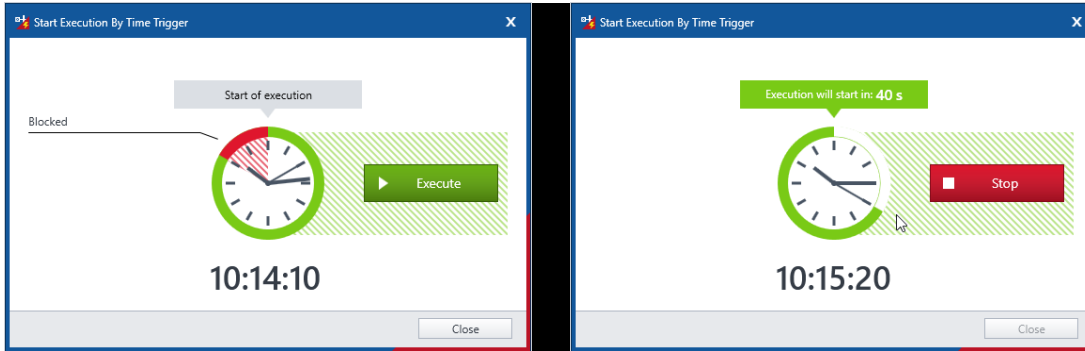 Start Execution By Time Trigger
X
Start of execution
Blocked
Execute
10:14:10
Close
Start Execution By Time Trigger
X
Execution will start in: 40 s
Stop
10:15:20
Close